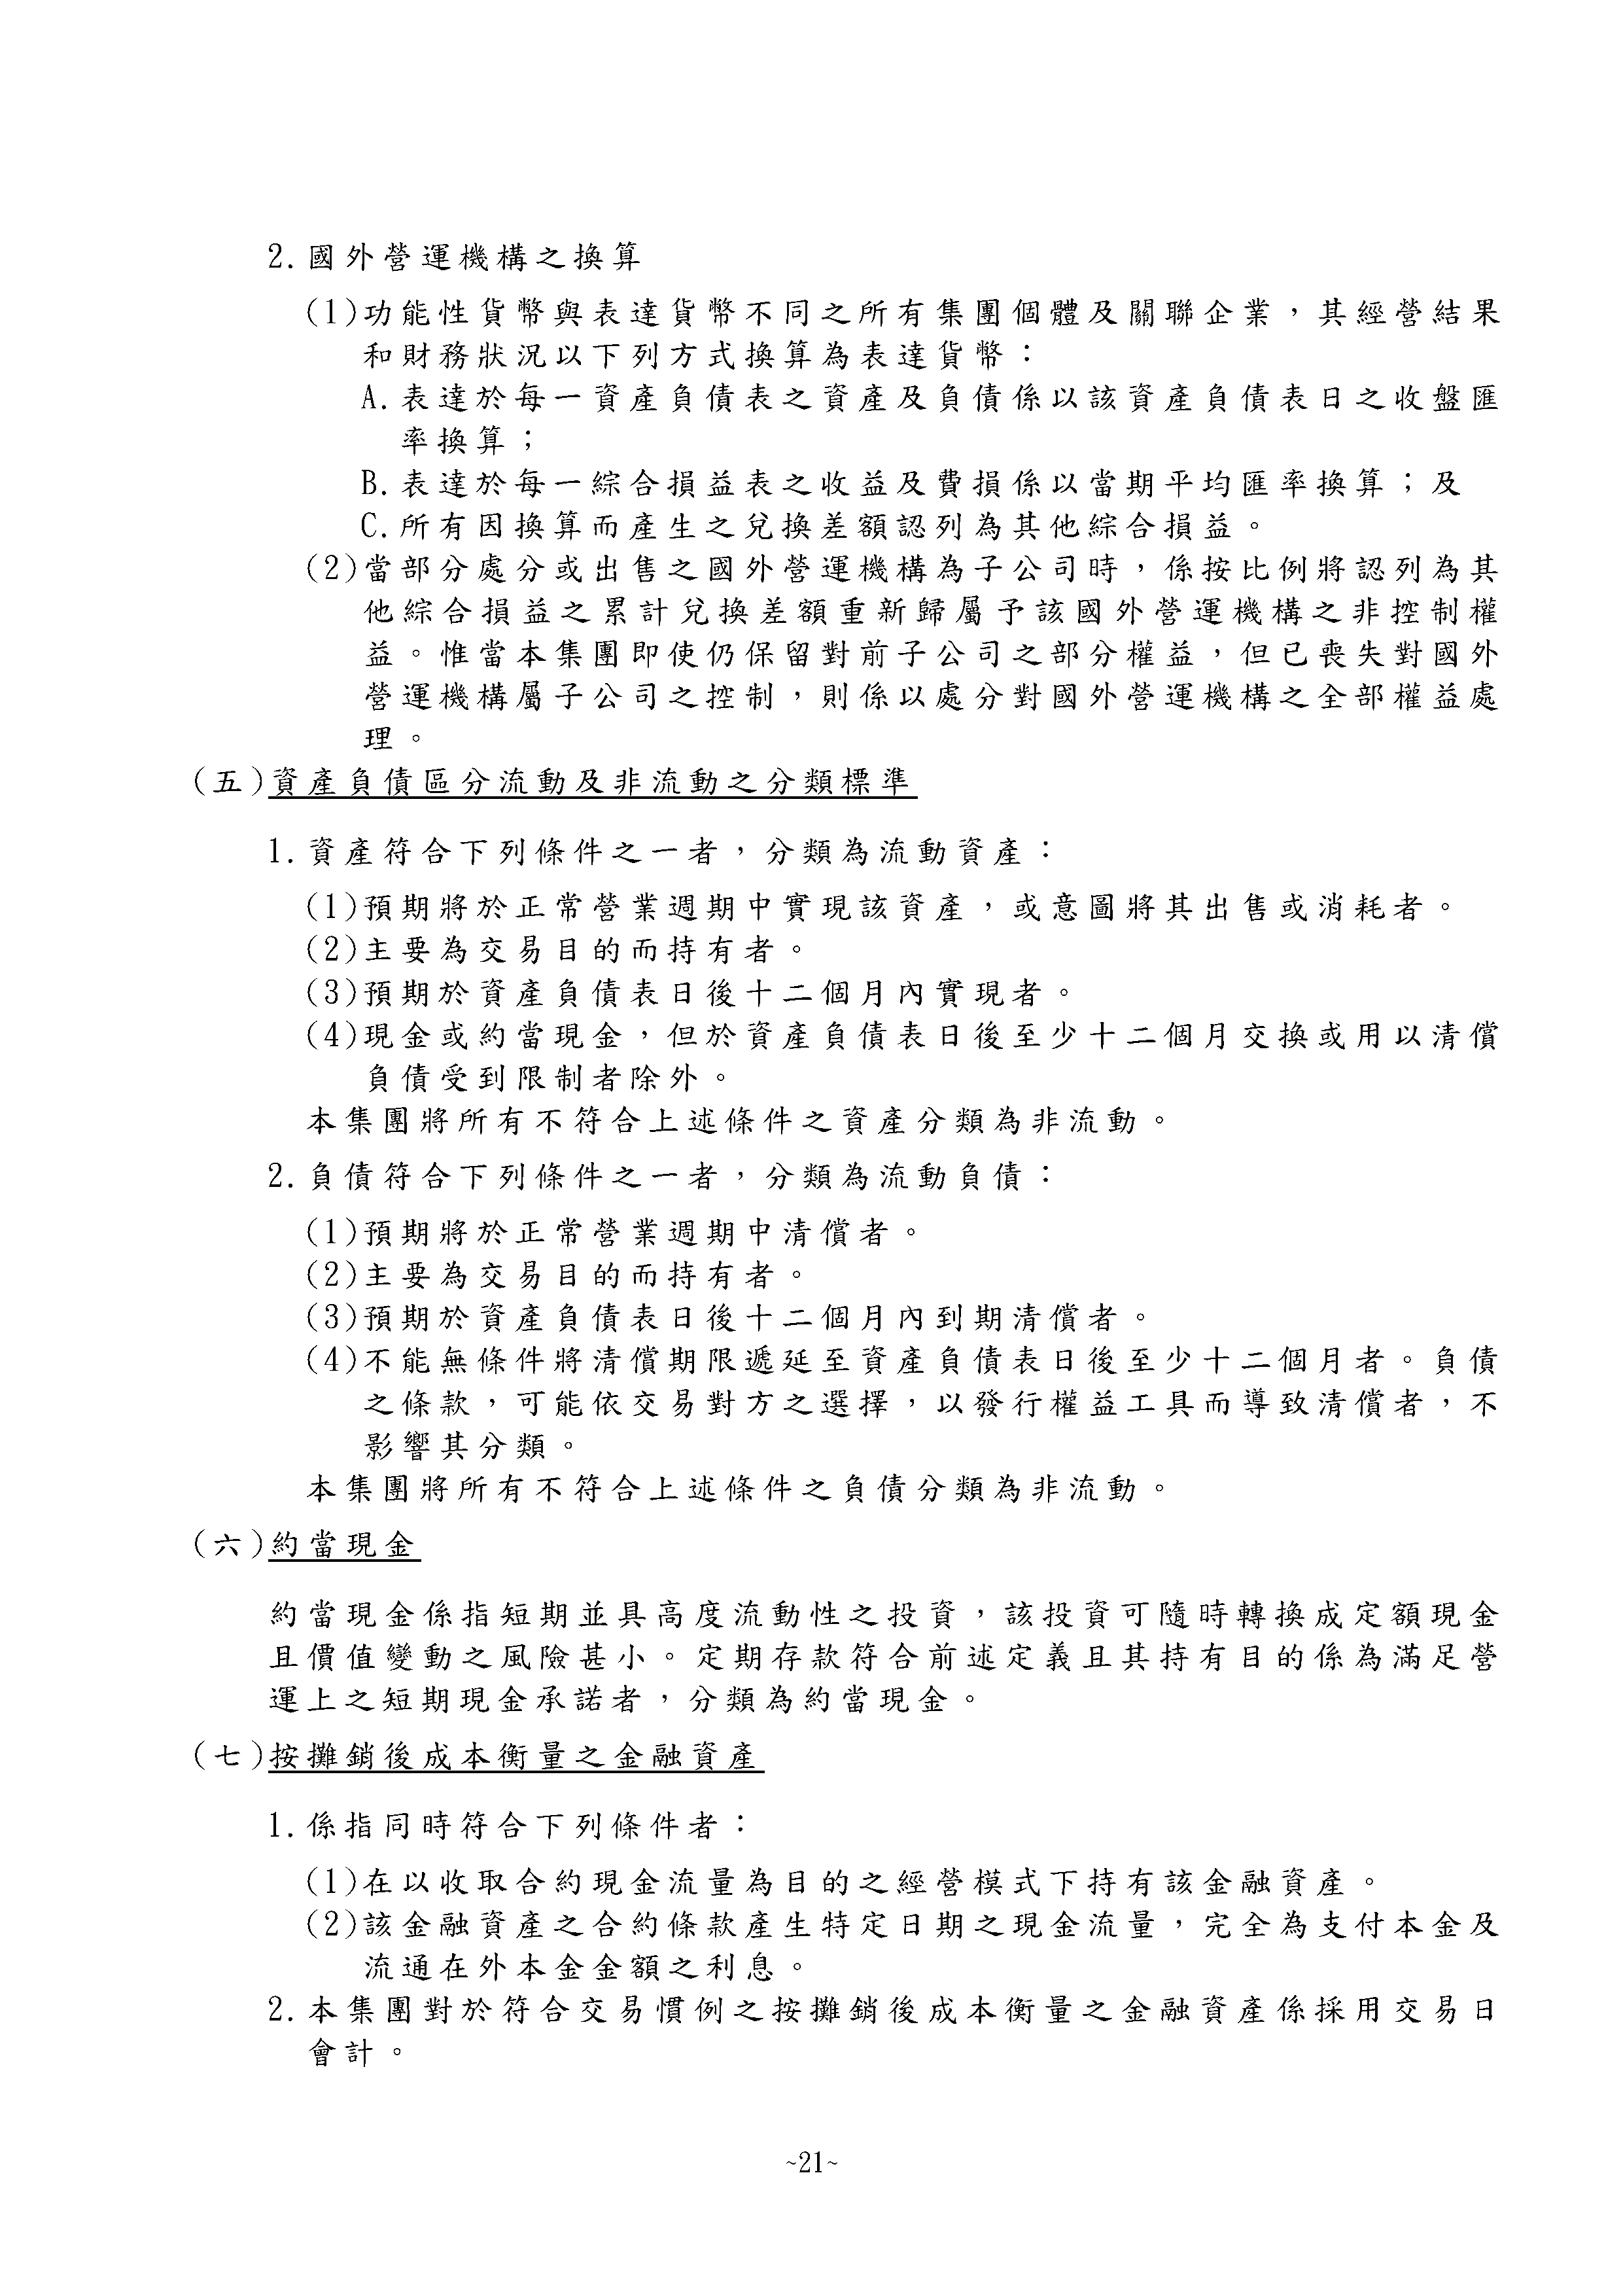 2.國外營運機構之換算
(1)功能性貨幣與表達貨幣不同之所有集團個體及關聯企業，其經營結果
和財務狀況以下列方式換算為表達貨幣：
A.表達於每一資產負債表之資產及負債係以該資產負債表日之收盤匯
率換算；
B.表達於每一綜合損益表之收益及費損係以當期平均匯率換算；及
C.所有因換算而產生之兌換差額認列為其他綜合損益。
(2)當部分處分或出售之國外營運機構為子公司時，係按比例將認列為其
他綜合損益之累計兌換差額重新歸屬予該國外營運機構之非控制權
益。惟當本集團即使仍保留對前子公司之部分權益，但已喪失對國外
營運機構屬子公司之控制，則係以處分對國外營運機構之全部權益處
理。
(五)資產負債區分流動及非流動之分類標準
1.資產符合下列條件之一者，分類為流動資產：
(1)預期將於正常營業週期中實現該資產，或意圖將其出售或消耗者。
(2)主要為交易目的而持有者。
(3)預期於資產負債表日後十二個月內實現者。
(4)現金或約當現金，但於資產負債表日後至少十二個月交換或用以清償
負債受到限制者除外。
本集團將所有不符合上述條件之資產分類為非流動。
2.負債符合下列條件之一者，分類為流動負債：
(1)預期將於正常營業週期中清償者。
(2)主要為交易目的而持有者。
(3)預期於資產負債表日後十二個月內到期清償者。
(4)不能無條件將清償期限遞延至資產負債表日後至少十二個月者。負債
之條款，可能依交易對方之選擇，以發行權益工具而導致清償者，不
影響其分類。
本集團將所有不符合上述條件之負債分類為非流動。
(六)約當現金
約當現金係指短期並具高度流動性之投資，該投資可隨時轉換成定額現金
且價值變動之風險甚小。定期存款符合前述定義且其持有目的係為滿足營
運上之短期現金承諾者，分類為約當現金。
(七)按攤銷後成本衡量之金融資產
1.係指同時符合下列條件者：
(1)在以收取合約現金流量為目的之經營模式下持有該金融資產。
(2)該金融資產之合約條款產生特定日期之現金流量，完全為支付本金及
流通在外本金金額之利息。
2.本集團對於符合交易慣例之按攤銷後成本衡量之金融資產係採用交易日
會計。
~21~